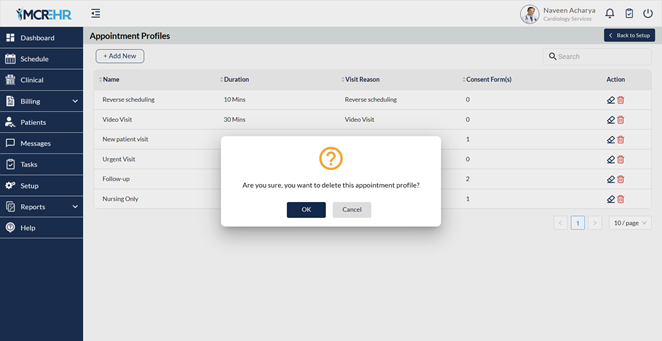 MCREHR
Naveen Acharya
Cardiology Services
Dashboard
Schedule
Clinical
Billing
Patients
Messages
Tasks
Setup
Reports
Help
Appointment Profiles
Back to Setup
+ Add New
Search
Name Duration Visit Reason Consent Form(s) Action
Reverse scheduling 10 Mins Reverse scheduling 0
Video Visit 30 Mins Video Visit 0
New patient visit 1
Urgent Visit 0
Follow-up 2
Nursing Only 1
Are you sure, you want to delete this appointment profile?
OK Cancel
1 10 / page